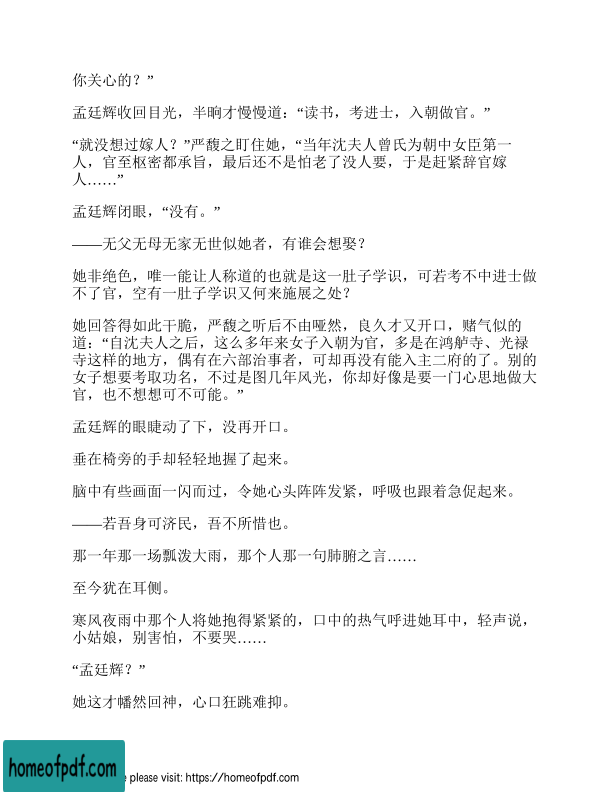 你关心的？”
孟廷辉收回目光，半晌才慢慢道：“读书，考进士，入朝做官。”
“就没想过嫁人？”严馥之盯住她，“当年沈夫人曾氏为朝中女臣第一
人，官至枢密都承旨，最后还不是怕老了没人要，于是赶紧辞官嫁
人……”
孟廷辉闭眼，“没有。”
——无父无母无家无世似她者，有谁会想娶？
她非绝色，唯一能让人称道的也就是这一肚子学识，可若考不中进士做
不了官，空有一肚子学识又何来施展之处？
她回答得如此干脆，严馥之听后不由哑然，良久才又开口，赌气似的
道：“自沈夫人之后，这么多年来女子入朝为官，多是在鸿胪寺、光禄
寺这样的地方，偶有在六部治事者，可却再没有能入主二府的了。别的
女子想要考取功名，不过是图几年风光，你却好像是要一门心思地做大
官，也不想想可不可能。”
孟廷辉的眼睫动了下，没再开口。
垂在椅旁的手却轻轻地握了起来。
脑中有些画面一闪而过，令她心头阵阵发紧，呼吸也跟着急促起来。
——若吾身可济民，吾不所惜也。
那一年那一场瓢泼大雨，那个人那一句肺腑之言……
至今犹在耳侧。
寒风夜雨中那个人将她抱得紧紧的，口中的热气呼进她耳中，轻声说，
小姑娘，别害怕，不要哭……
“孟廷辉？”
她这才幡然回神，心口狂跳难抑。
homeofpdf.com
e please visit: https://homeofpdf.com